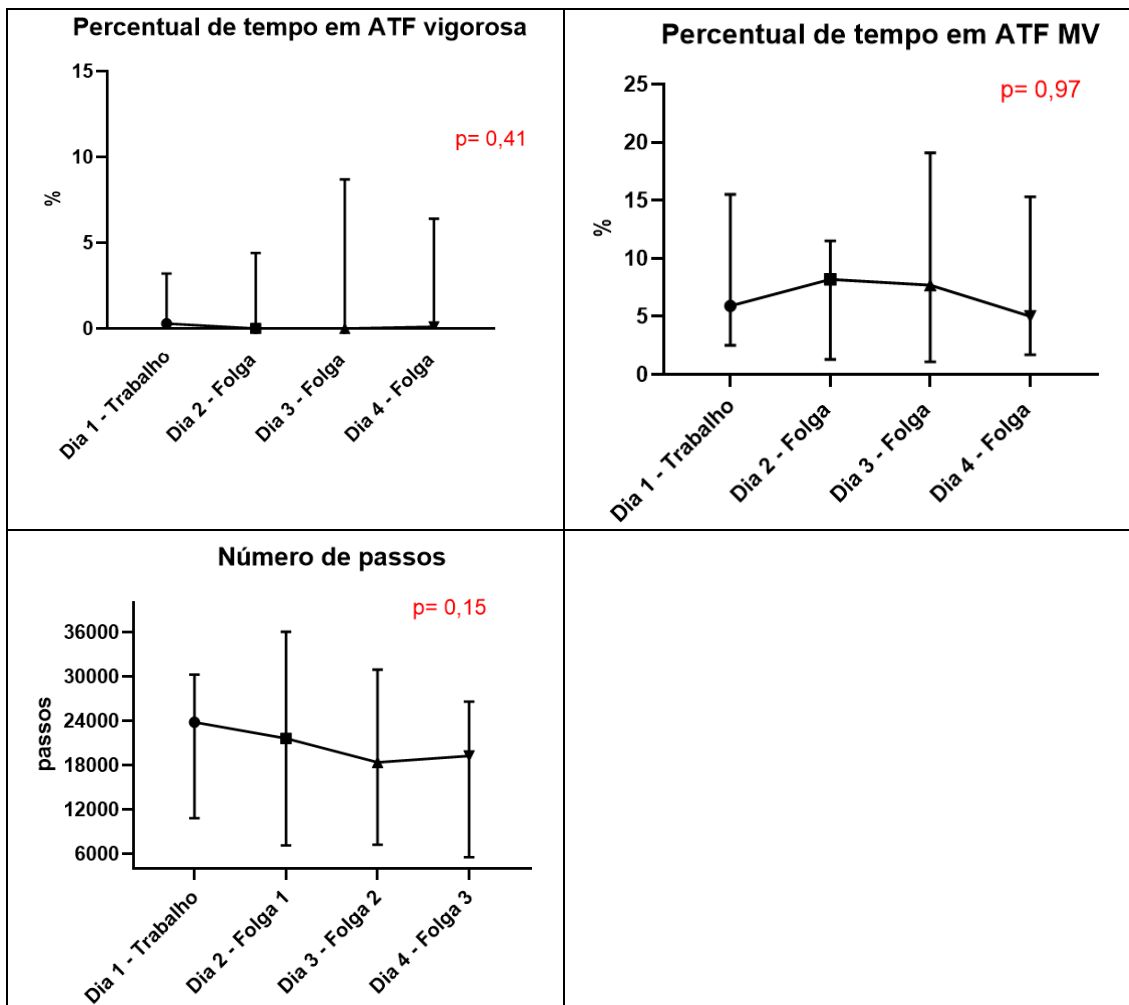 Percentual de tempo em ATF vigorosa
15
10
5
0
%
p= 0,41
Dia 1 - Trabalho
Dia 2 - Folga
Dia 3 - Folga
Dia 4 - Folga
Percentual de tempo em ATF MV
25
20
15
10
5
0
%
p= 0,97
Dia 1 - Trabalho
Dia 2 - Folga
Dia 3 - Folga
Dia 4 - Folga
Número de passos
36000
30000
24000
18000
12000
6000
passos
p= 0,15
Dia 1 - Trabalho
Dia 2 - Folga 1
Dia 3 - Folga 2
Dia 4 - Folga 3